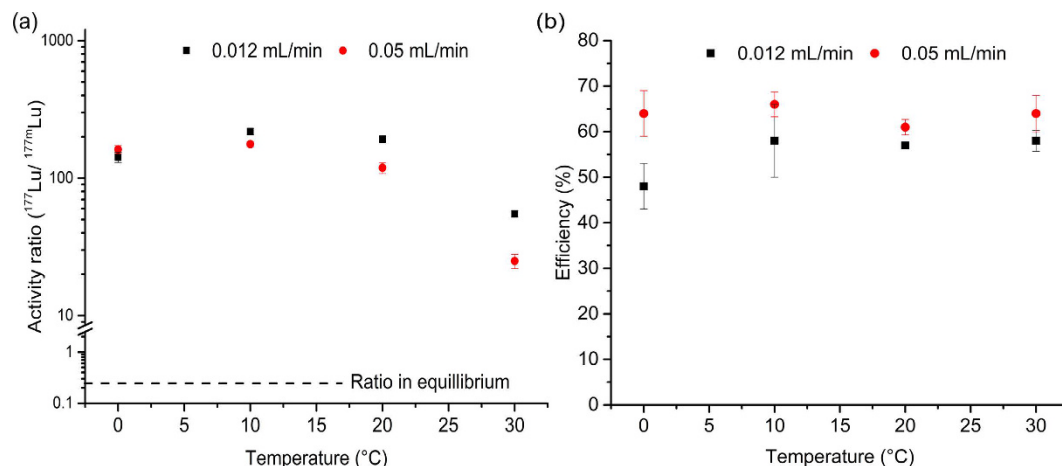 (a)
1000
100
10
1
0.1
Activity ratio (¹⁷⁷Lu/ ¹⁷⁷ᵐLu)
0.012 mL/min
0.05 mL/min
Ratio in equillibrium
0 5 10 15 20 25 30
Temperature (°C)
(b)
80
70
60
50
40
30
20
10
0
Efficiency (%)
0.012 mL/min
0.05 mL/min
0 5 10 15 20 25 30
Temperature (°C)